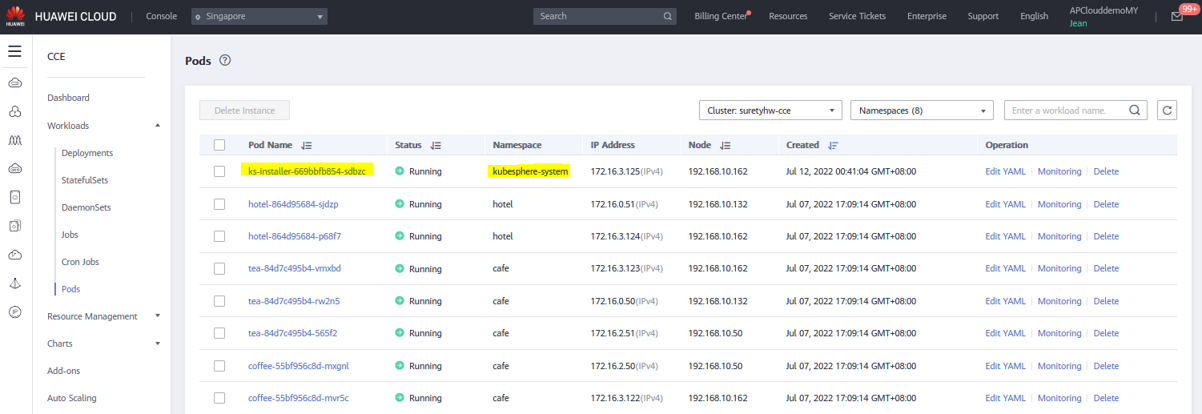 HUAWEI
HUAWEI CLOUD
Console
Singapore
Search
Billing Center
Resources
Service Tickets
Enterprise
Support
English
APClouddemoMY
Jean
99+
CCE
Dashboard
Workloads
Deployments
StatefulSets
DaemonSets
Jobs
Cron Jobs
Pods
Resource Management
Charts
Add-ons
Auto Scaling
Pods ?
Delete Instance
Cluster: suretyhw-cce
Namespaces (8)
Enter a workload name.
Pod Name Status Namespace IP Address Node Created Operation
ks-installer-669bbfb854-sdbzc Running kubesphere-system 172.16.3.125(IPv4) 192.168.10.162 Jul 12, 2022 00:41:04 GMT+08:00 Edit YAML Monitoring Delete
hotel-864d95684-sjdzp Running hotel 172.16.0.51(IPv4) 192.168.10.132 Jul 07, 2022 17:09:14 GMT+08:00 Edit YAML Monitoring Delete
hotel-864d95684-p68f7 Running hotel 172.16.3.124(IPv4) 192.168.10.162 Jul 07, 2022 17:09:14 GMT+08:00 Edit YAML Monitoring Delete
tea-84d7c495b4-vmxbd Running cafe 172.16.3.123(IPv4) 192.168.10.162 Jul 07, 2022 17:09:14 GMT+08:00 Edit YAML Monitoring Delete
tea-84d7c495b4-rw2n5 Running cafe 172.16.0.50(IPv4) 192.168.10.132 Jul 07, 2022 17:09:14 GMT+08:00 Edit YAML Monitoring Delete
tea-84d7c495b4-565f2 Running cafe 172.16.2.51(IPv4) 192.168.10.50 Jul 07, 2022 17:09:14 GMT+08:00 Edit YAML Monitoring Delete
coffee-55bf956c8d-mxgnl Running cafe 172.16.2.50(IPv4) 192.168.10.50 Jul 07, 2022 17:09:14 GMT+08:00 Edit YAML Monitoring Delete
coffee-55bf956c8d-mvr5c Running cafe 172.16.3.122(IPv4) 192.168.10.162 Jul 07, 2022 17:09:14 GMT+08:00 Edit YAML Monitoring Delete